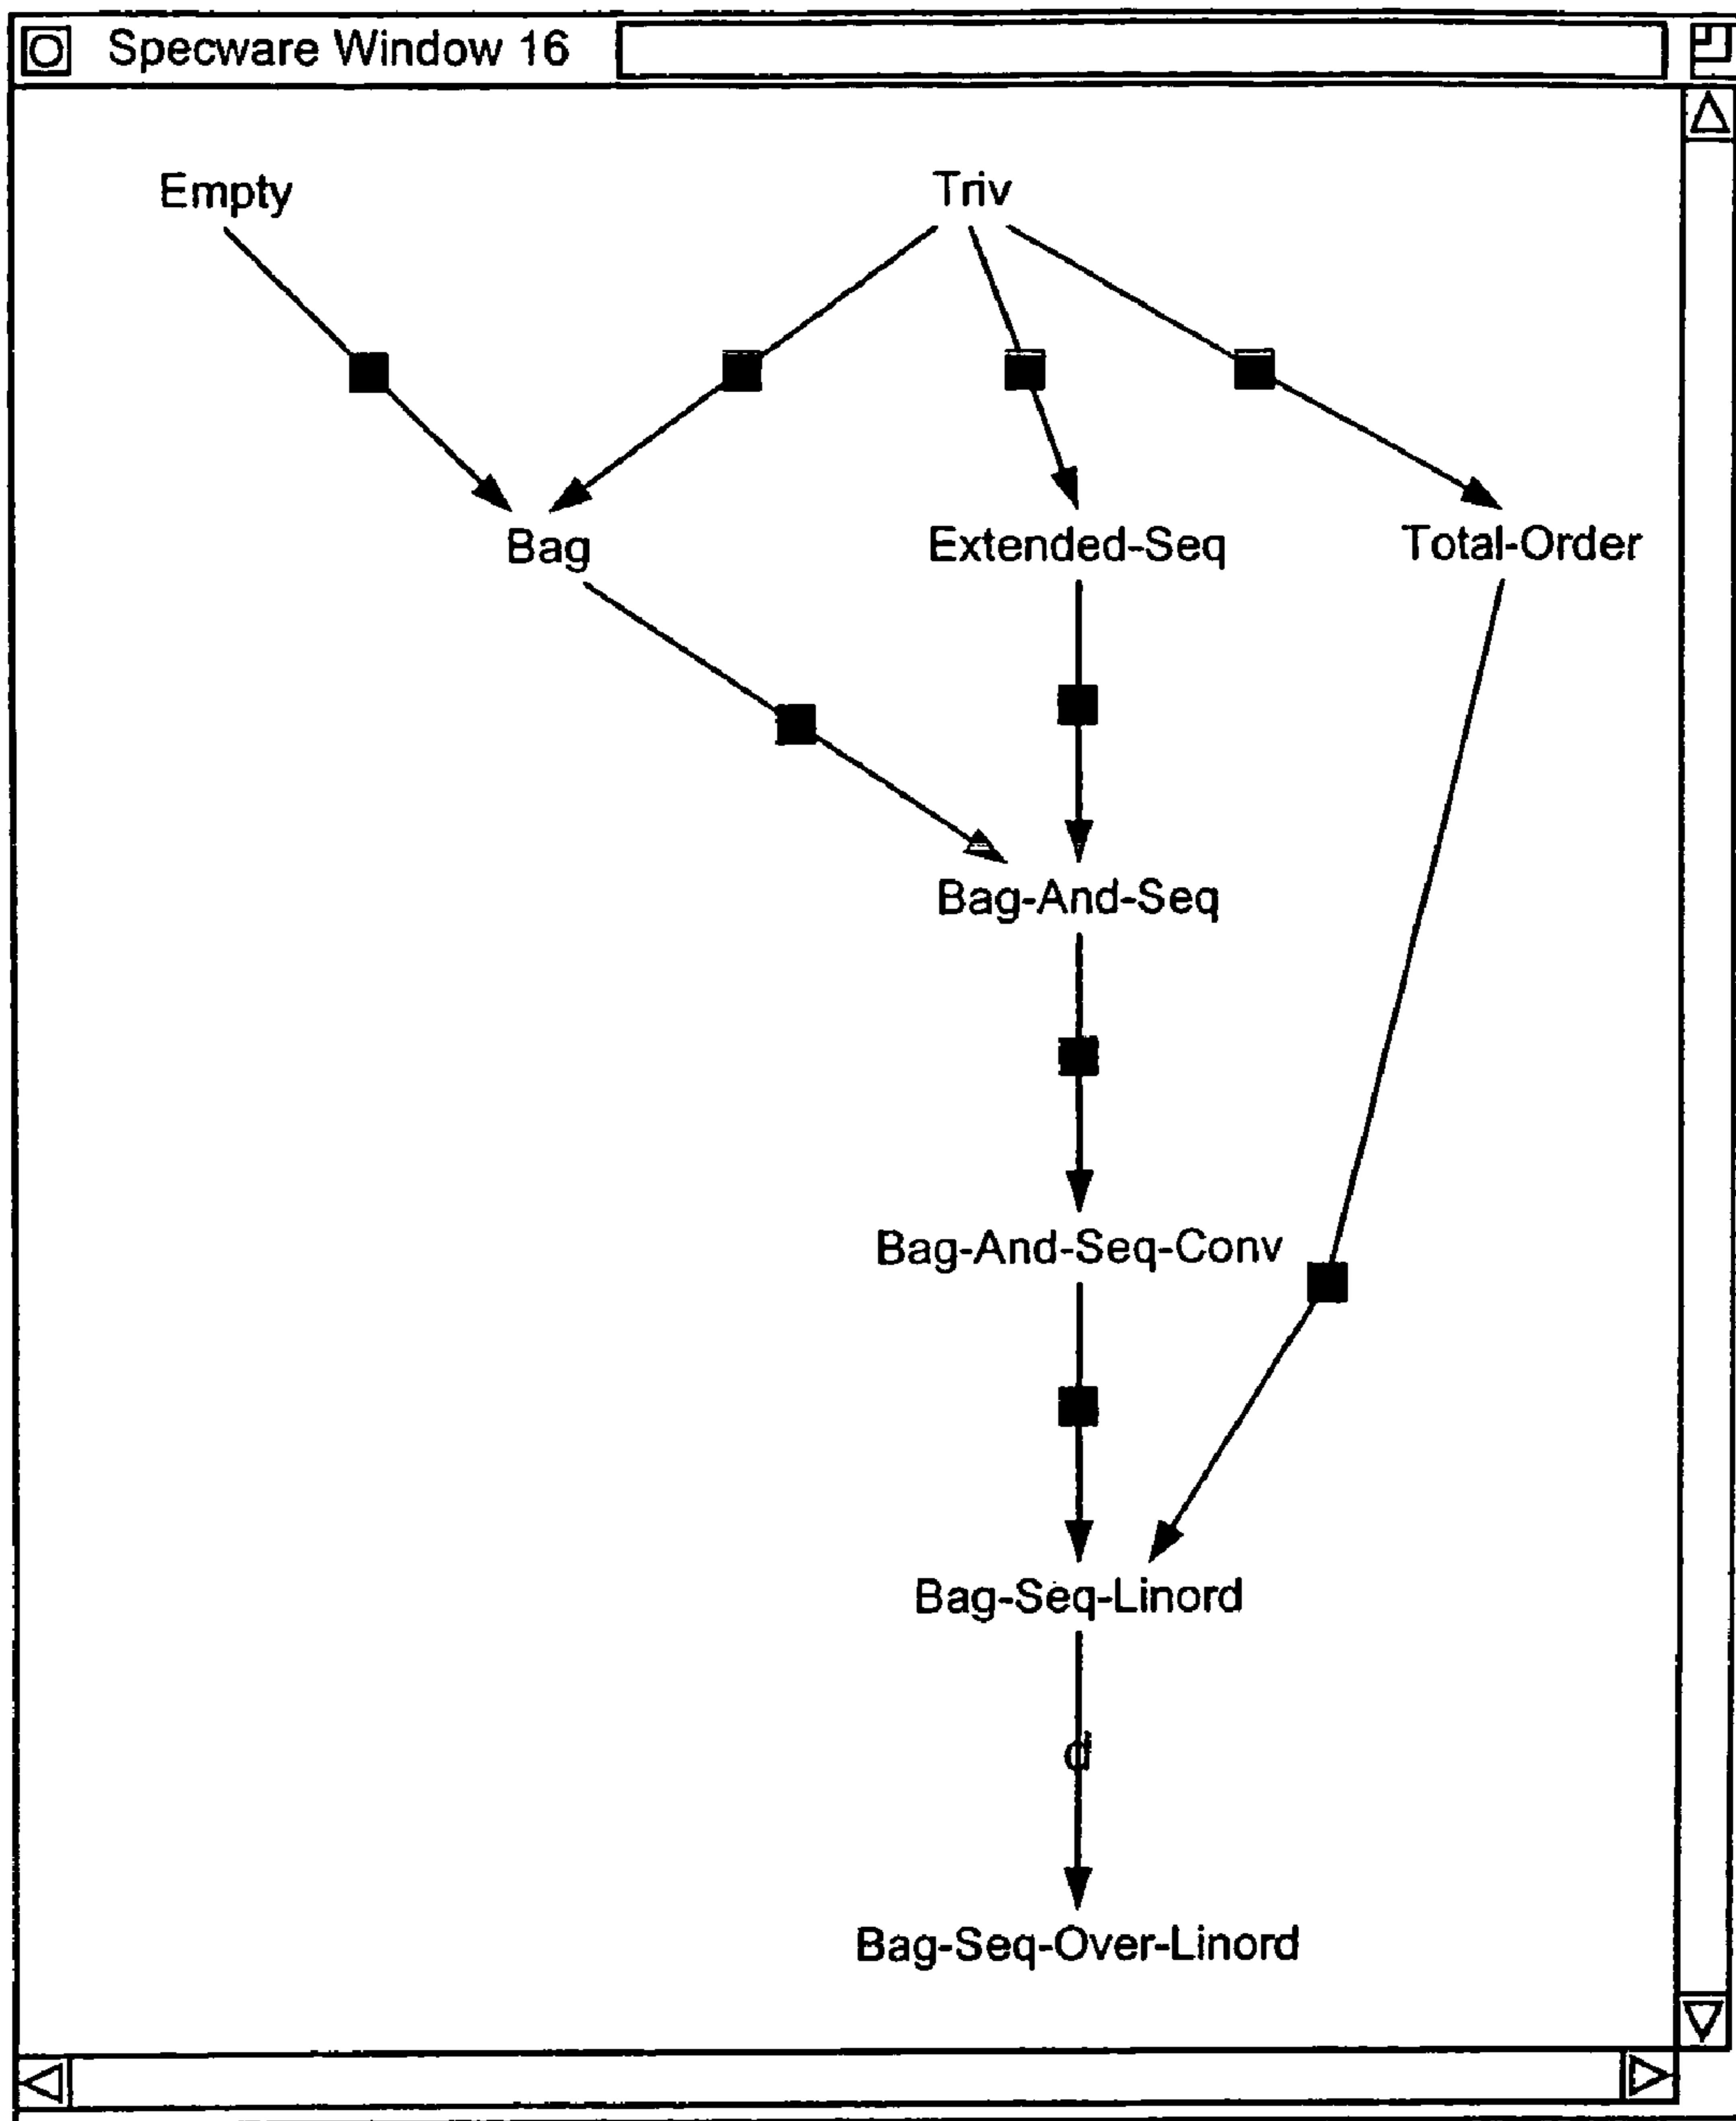 Specware Window 16
Empty
Triv
Bag
Extended-Seq
Total-Order
Bag-And-Seq
Bag-And-Seq-Conv
Bag-Seq-Linord
d
Bag-Seq-Over-Linord